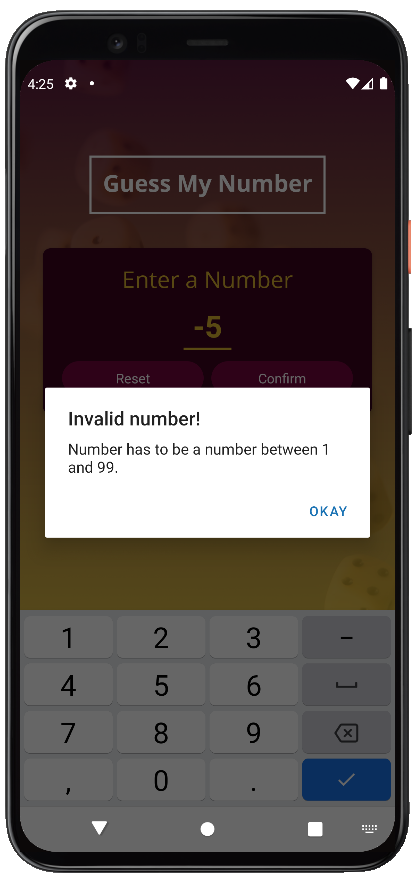 4:25
Guess My Number
Enter a Number
-5
Reset Confirm
Invalid number!
Number has to be a number between 1
and 99.
OKAY
1 2 3 −
4 5 6
7 8 9
, 0 .